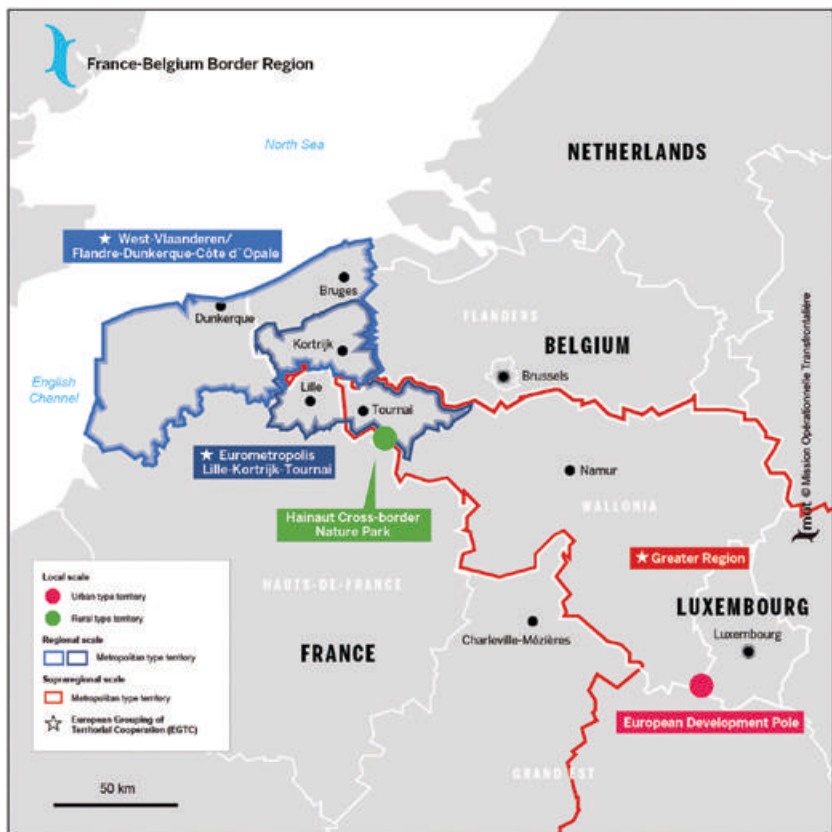 France-Belgium Border Region
North Sea
NETHERLANDS
★ West-Vlaanderen/
Flandre-Dunkerque-Côte d¨Opale
Bruges
Dunkerque
FLANDERS
Kortrijk
BELGIUM
English
Channel
Lille
Brussels
Tournai
★ Eurometropolis
Lille-Kortrijk-Tournai
Namur
WALLONIA
mot © Mission Opérationnelle Transfrontalière
Hainaut Cross-border
Nature Park
★ Greater Region
HAUTS-DE-FRANCE
LUXEMBOURG
Luxembourg
Charleville-Mézières
FRANCE
European Development Pole
GRAND EST
Local scale
Urban type territory
Rural type territory
Regional scale
Metropolitan type territory
Supraregional scale
Metropolitan type territory
European Grouping of
Territorial Cooperation (EGTC)
50 km